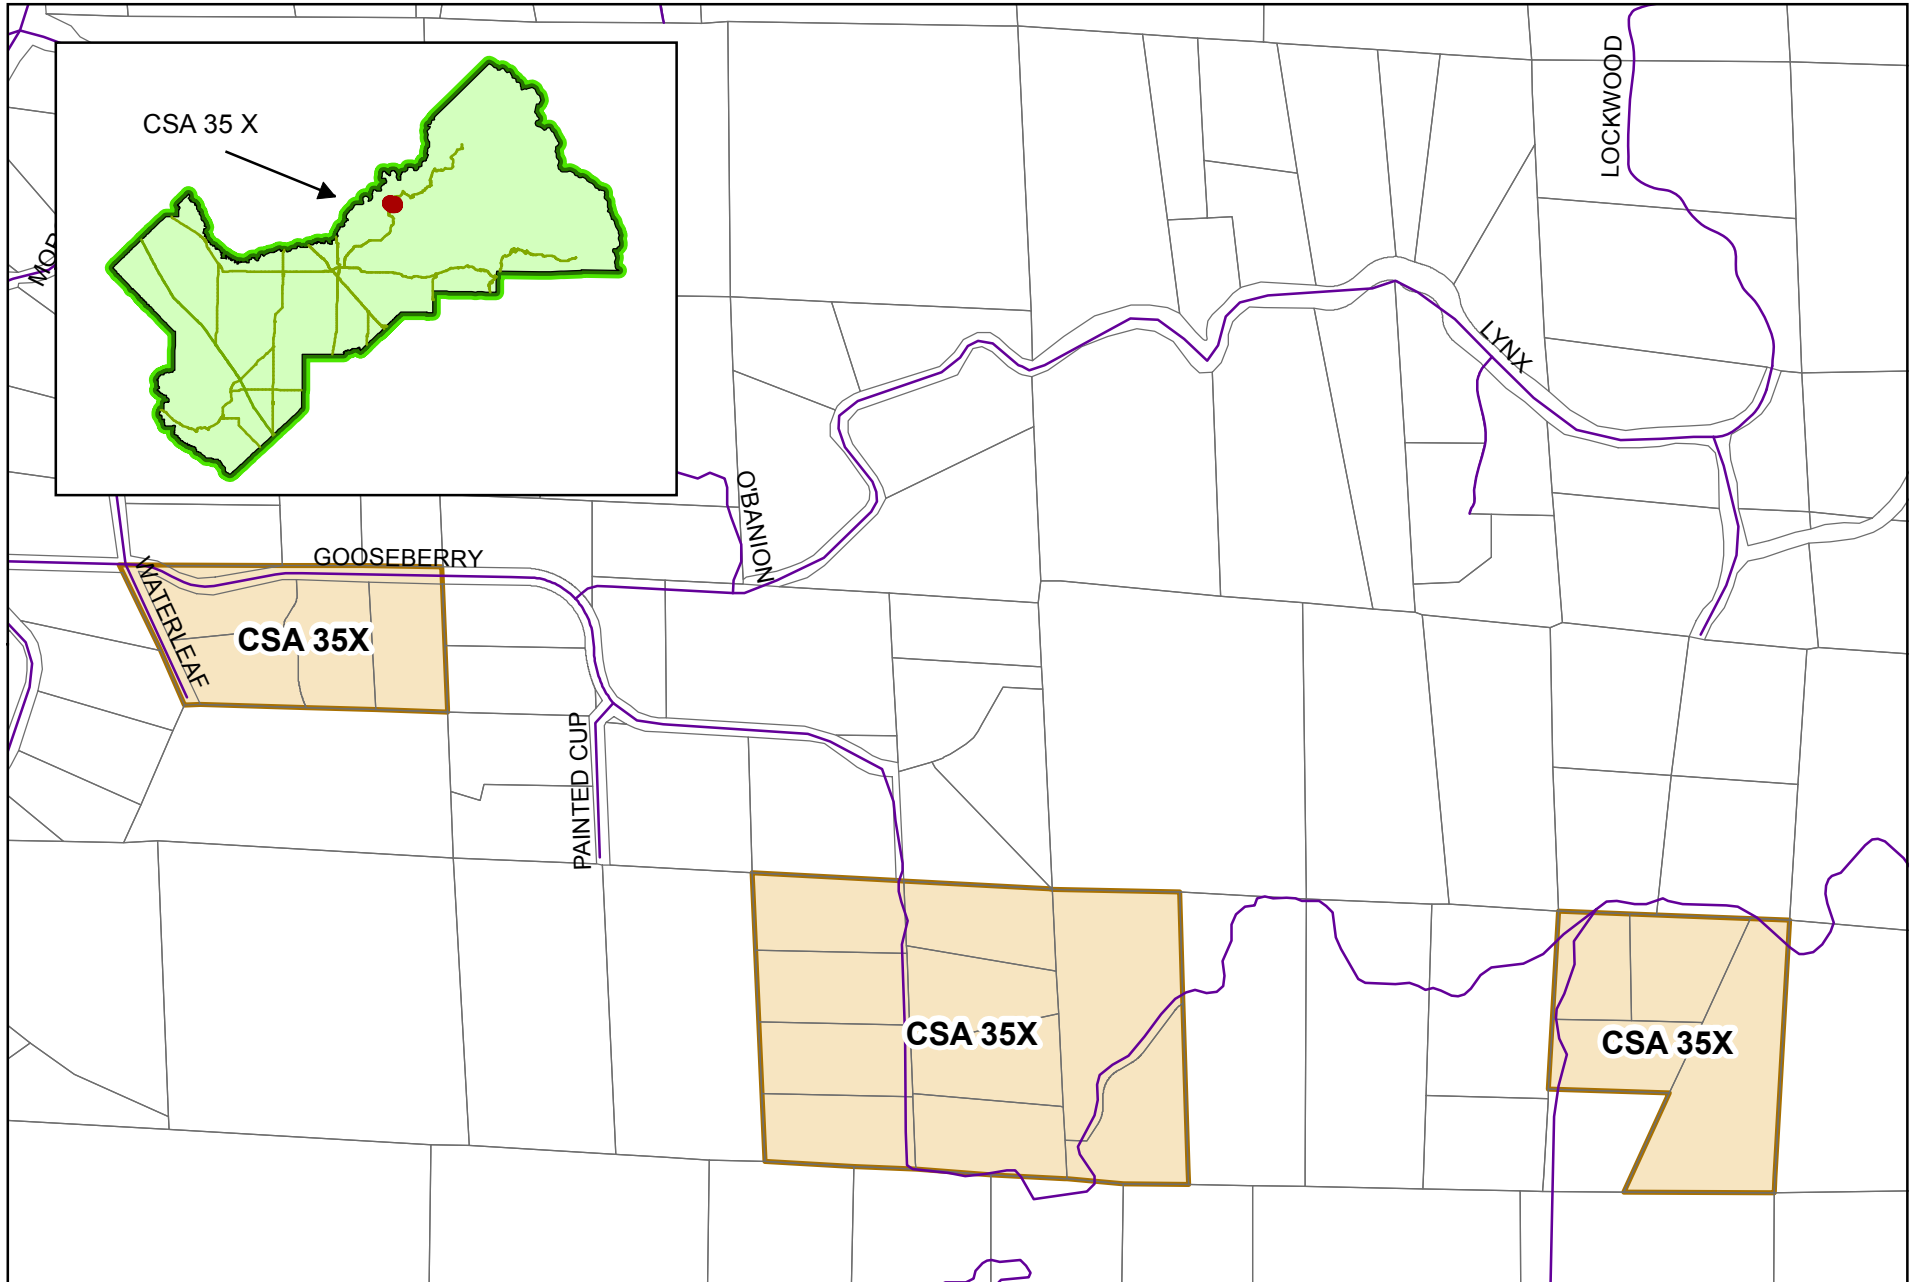 LOCKWOOD
CSA 35 X
LYNX
O'BANION
GOOSEBERRY
WATERLEAF
CSA 35X
PAINTED CUP
CSA 35X
CSA 35X